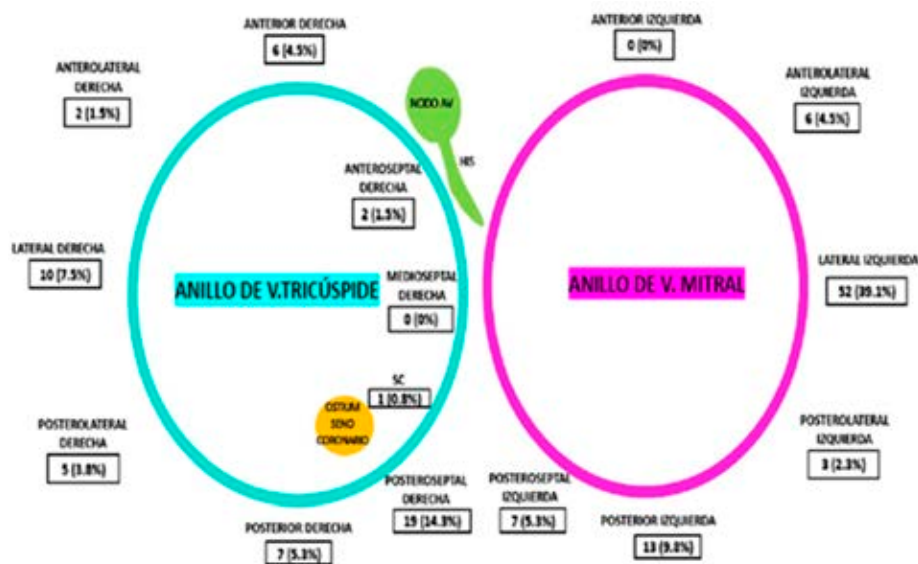 ANTERIOR DERECHA
6 (4.5%)
ANTERIOR IZQUIERDA
0 (0%)
ANTEROLATERAL
DERECHA
2 (1.5%)
ANTEROLATERAL
IZQUIERDA
6 (4.5%)
NODO AV
HIS
ANTEROSEPTAL
DERECHA
2 (1.5%)
LATERAL DERECHA
10 (7.5%)
ANILLO DE V.TRICÚSPIDE
MEDIOSEPTAL
DERECHA
0 (0%)
ANILLO DE V. MITRAL
LATERAL IZQUIERDA
52 (39.1%)
SC
1 (0.8%)
OSTIUM
SENO
CORONARIO
POSTEROLATERAL
DERECHA
5 (3.8%)
POSTEROLATERAL
IZQUIERDA
3 (2.3%)
POSTEROSEPTAL
DERECHA
19 (14.3%)
POSTEROSEPTAL
IZQUIERDA
7 (5.3%)
POSTERIOR DERECHA
7 (5.3%)
POSTERIOR IZQUIERDA
13 (9.8%)